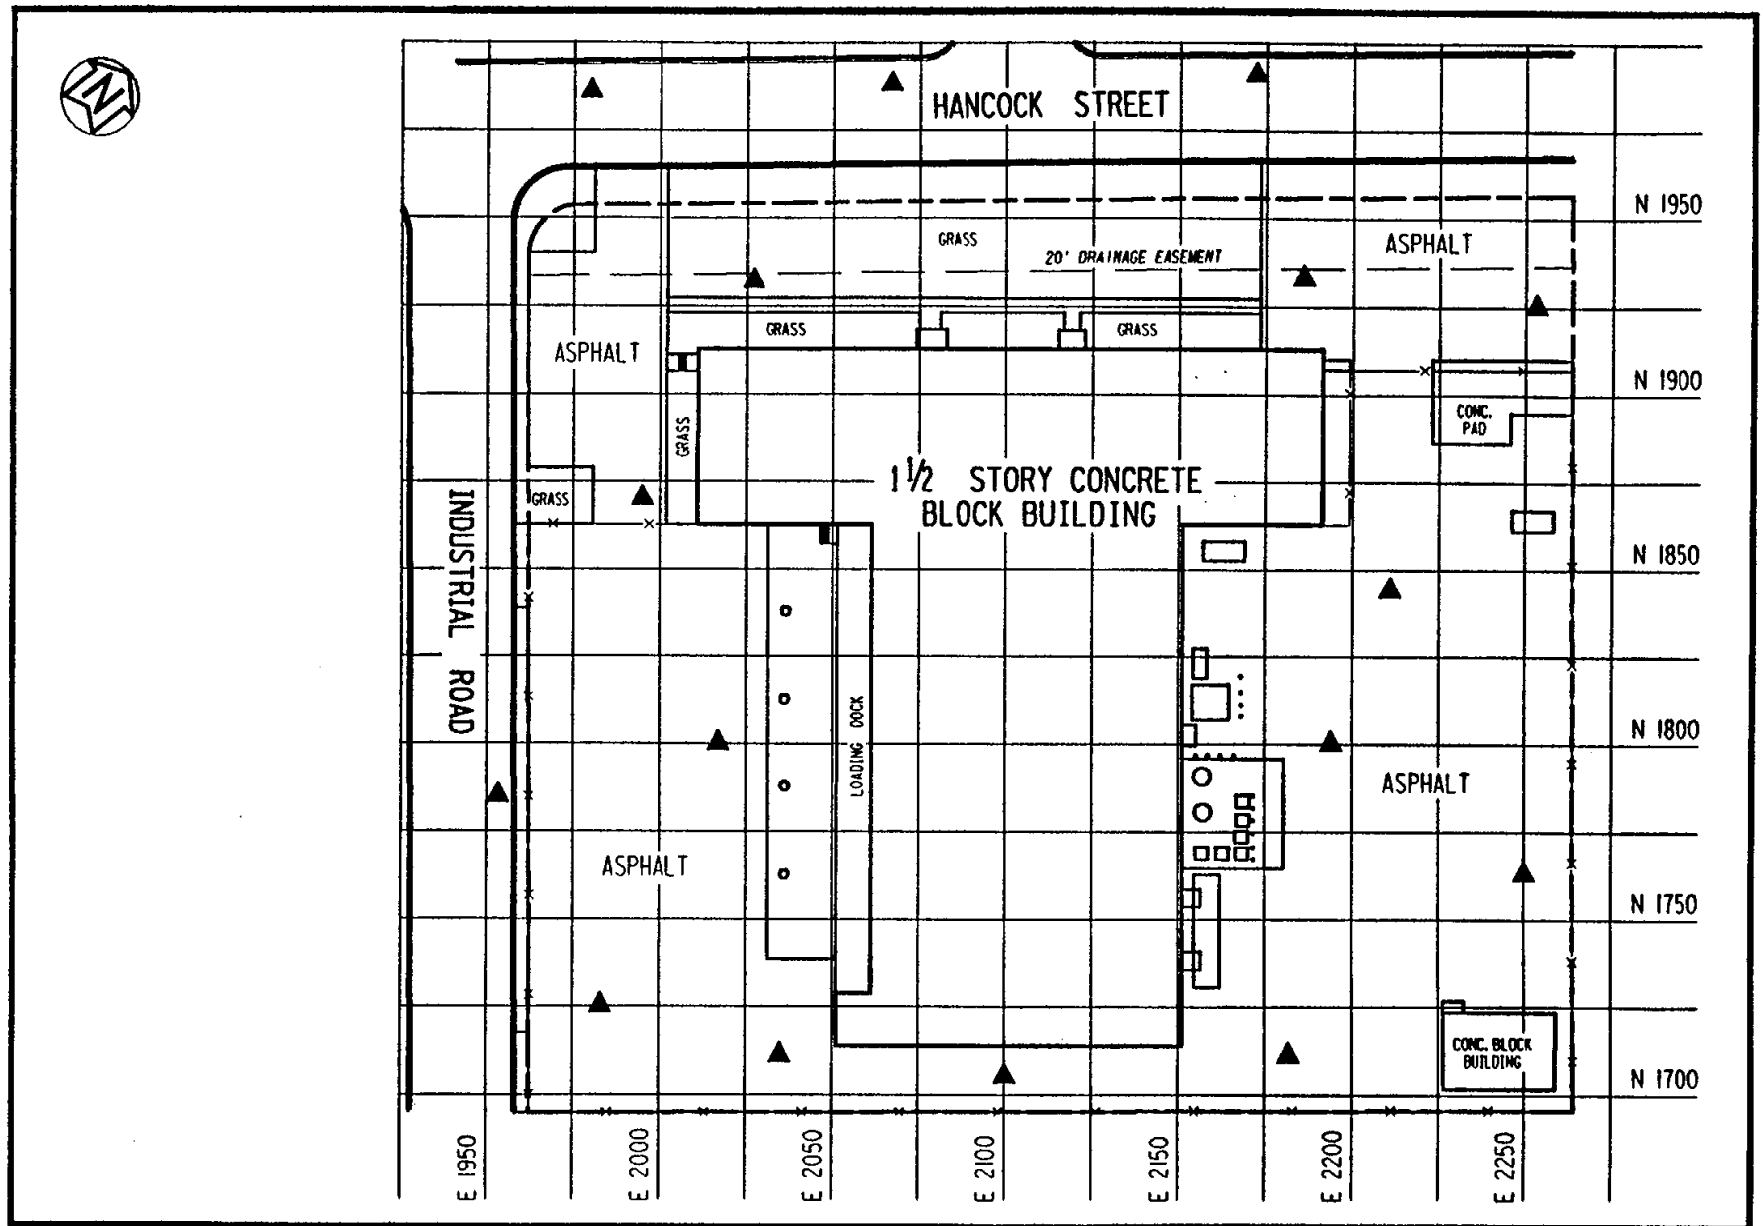 N
HANCOCK STREET
N 1950
GRASS
ASPHALT
20' DRAINAGE EASEMENT
GRASS
GRASS
ASPHALT
N 1900
CONC.
PAD
GRASS
1 1/2 STORY CONCRETE
BLOCK BUILDING
GRASS
INDUSTRIAL ROAD
N 1850
LOADING DOCK
N 1800
ASPHALT
ASPHALT
N 1750
CONC. BLOCK
BUILDING
N 1700
E 1950
E 2000
E 2050
E 2100
E 2150
E 2200
E 2250